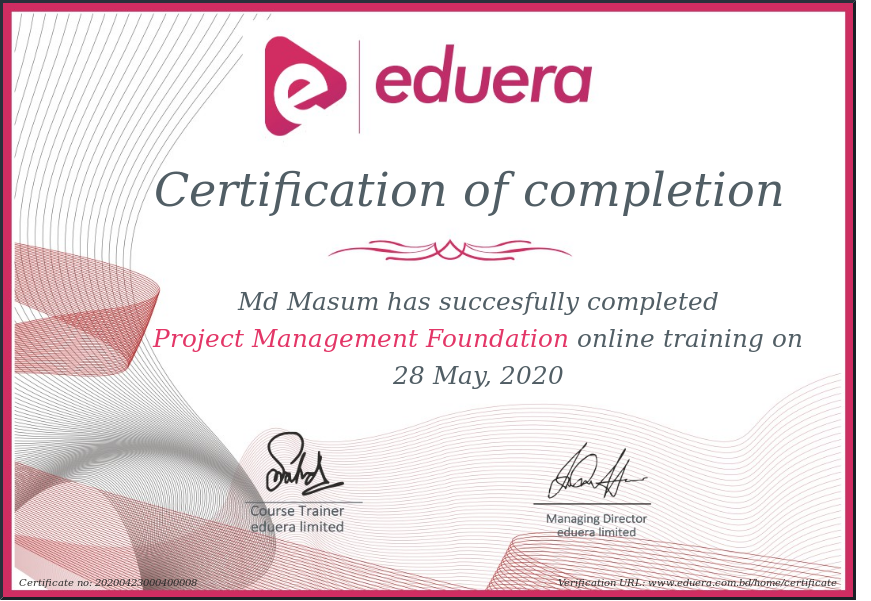 eduera
Certification of completion
Md Masum has succesfully completed
Project Management Foundation online training on
28 May, 2020
Course Trainer
eduera limited
Managing Director
eduera limited
Certificate no: 20200423000400008
Verification URL: www.eduera.com.bd/home/certificate